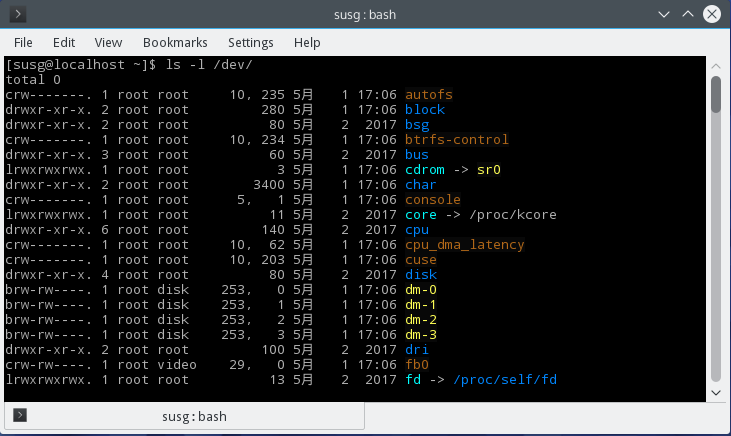 susg : bash
File Edit View Bookmarks Settings Help
[susg@localhost ~]$ ls -l /dev/
total 0
crw-------. 1 root root     10, 235 5月   1 17:06 autofs
drwxr-xr-x. 2 root root         280 5月   1 17:06 block
drwxr-xr-x. 2 root root          80 5月   2  2017 bsg
crw-------. 1 root root     10, 234 5月   1 17:06 btrfs-control
drwxr-xr-x. 3 root root          60 5月   2  2017 bus
lrwxrwxrwx. 1 root root           3 5月   1 17:06 cdrom -> sr0
drwxr-xr-x. 2 root root        3400 5月   1 17:06 char
crw-------. 1 root root      5,   1 5月   1 17:06 console
lrwxrwxrwx. 1 root root          11 5月   2  2017 core -> /proc/kcore
drwxr-xr-x. 6 root root         140 5月   2  2017 cpu
crw-------. 1 root root     10,  62 5月   1 17:06 cpu_dma_latency
crw-------. 1 root root     10, 203 5月   1 17:06 cuse
drwxr-xr-x. 4 root root          80 5月   2  2017 disk
brw-rw----. 1 root disk    253,   0 5月   1 17:06 dm-0
brw-rw----. 1 root disk    253,   1 5月   1 17:06 dm-1
brw-rw----. 1 root disk    253,   2 5月   1 17:06 dm-2
brw-rw----. 1 root disk    253,   3 5月   1 17:06 dm-3
drwxr-xr-x. 2 root root         100 5月   2  2017 dri
crw-rw----. 1 root video    29,   0 5月   1 17:06 fb0
lrwxrwxrwx. 1 root root          13 5月   2  2017 fd -> /proc/self/fd
susg : bash